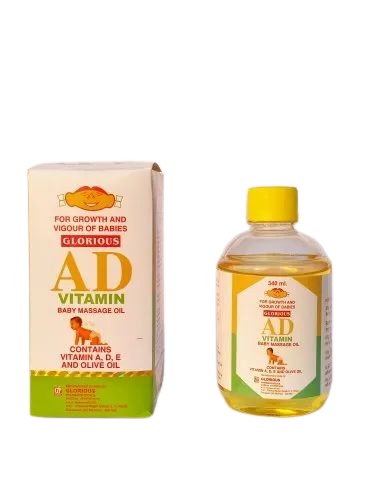 FOR GROWTH AND
VIGOUR OF BABIES
GLORIOUS
AD
VITAMIN
BABY MASSAGE OIL
CONTAINS
VITAMIN A, D, E
AND OLIVE OIL
GLORIOUS
340 ml.
FOR GROWTH AND
VIGOUR OF BABIES
GLORIOUS
AD
VITAMIN
BABY MASSAGE OIL
CONTAINS
VITAMIN A, D, E
AND OLIVE OIL
GLORIOUS